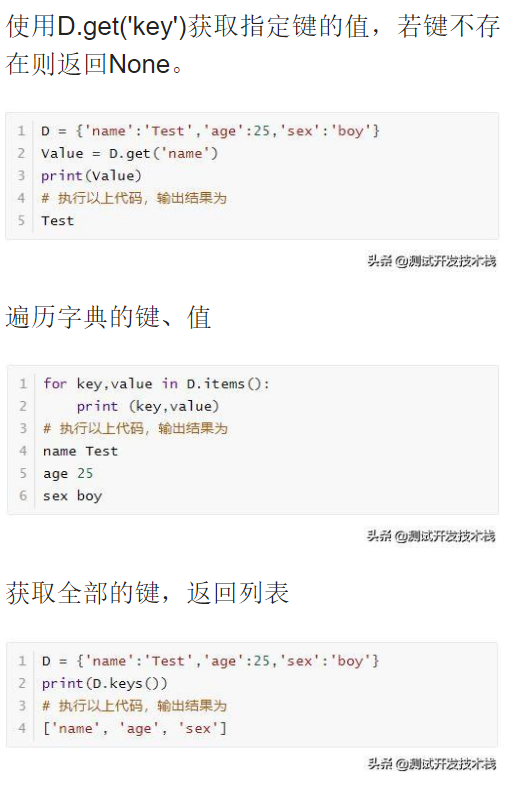 使用D.get('key')获取指定键的值，若键不存
在则返回None。
1 D = {'name':'Test','age':25,'sex':'boy'}
2 Value = D.get('name')
3 print(Value)
4 # 执行以上代码，输出结果为
5 Test
头条 @测试开发技术栈
遍历字典的键、值
1 for key,value in D.items():
2     print (key,value)
3 # 执行以上代码，输出结果为
4 name Test
5 age 25
6 sex boy
头条 @测试开发技术栈
获取全部的键，返回列表
1 D = {'name':'Test','age':25,'sex':'boy'}
2 print(D.keys())
3 # 执行以上代码，输出结果为
4 ['name', 'age', 'sex']
头条 @测试开发技术栈